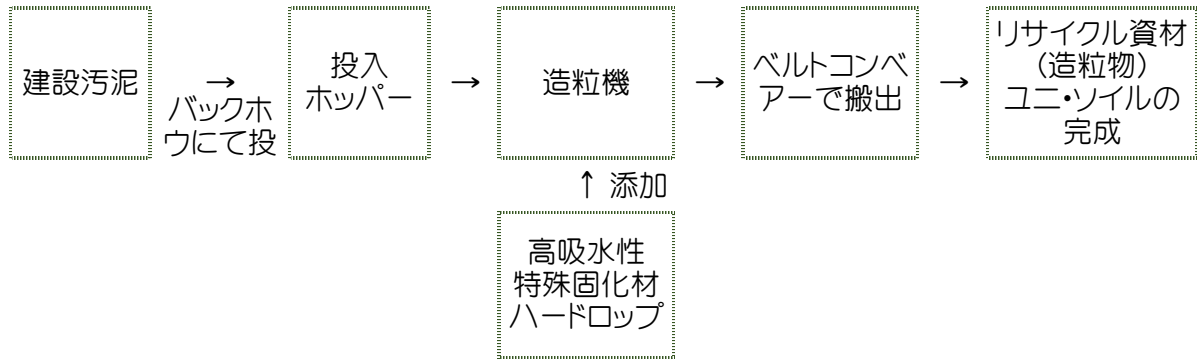 建設汚泥
→
バックホ
ウにて投
投入
ホッパー
→
造粒機
→
ベルトコンベ
アーで搬出
→
リサイクル資材
(造粒物)
ユニ・ソイルの
完成
↑ 添加
高吸水性
特殊固化材
ハードロップ